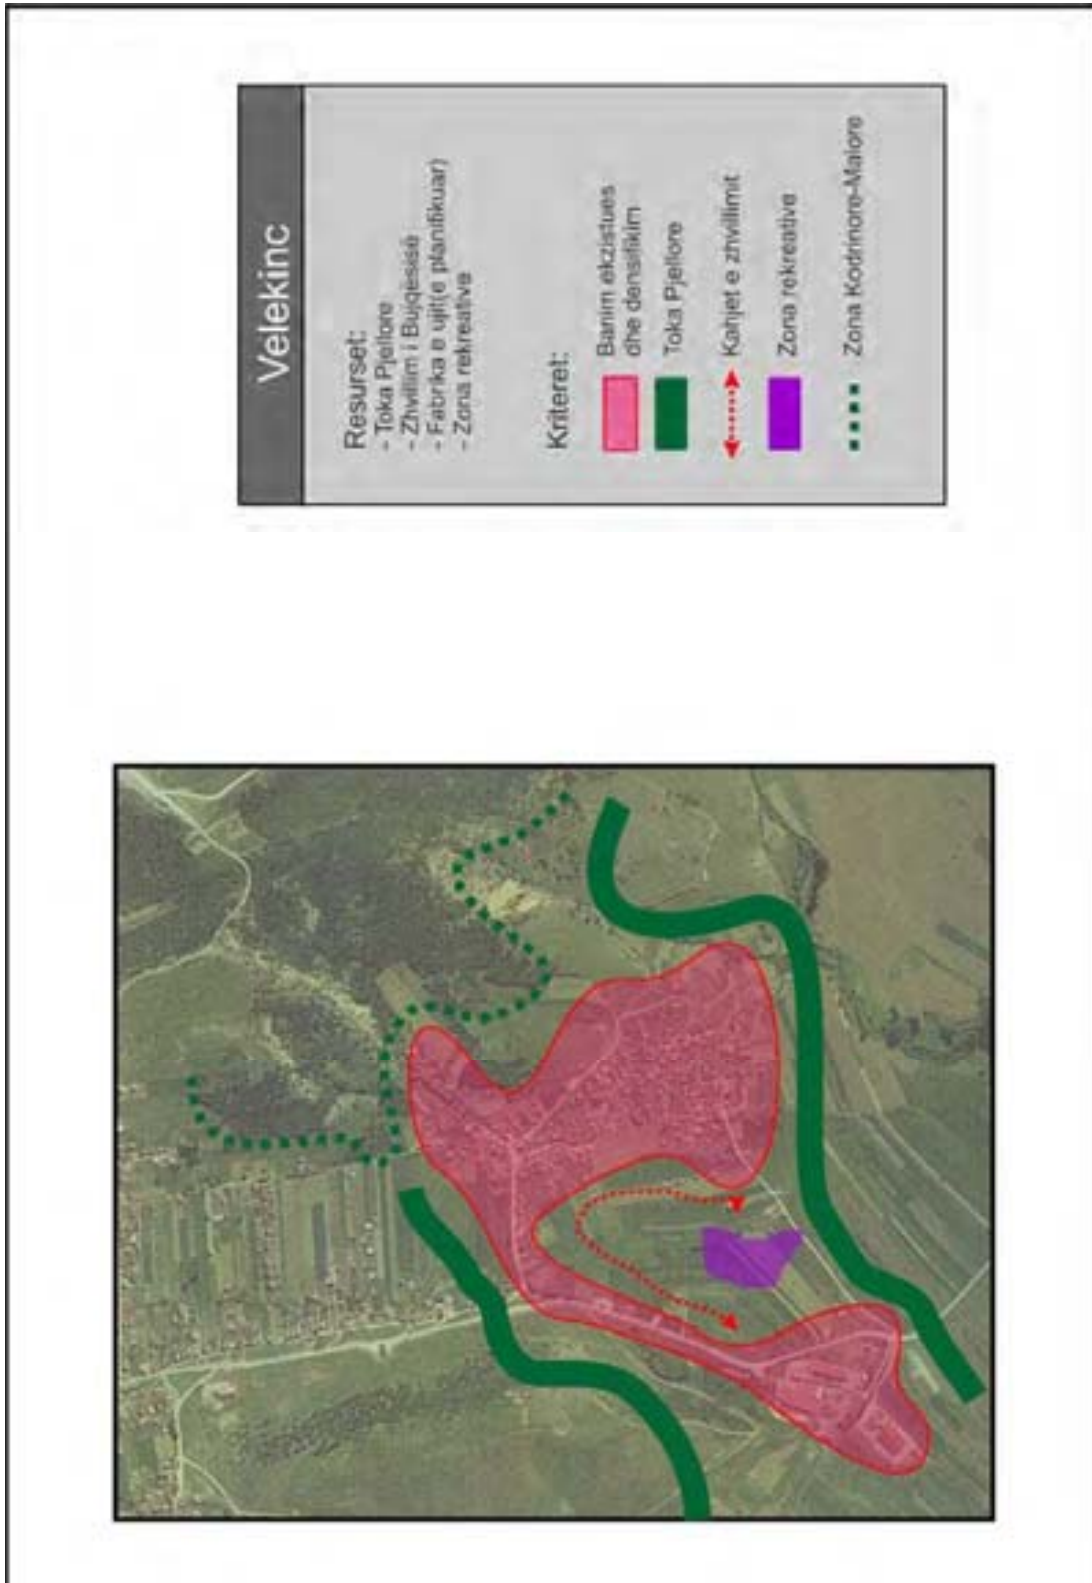 Velekinc
Resurset:
- Toka Pjellore
- Zhvillim i Bujqësisë
- Fabrika e ujit(e planifikuar)
- Zona rekreative
Kriteret:
Banim ekzistues
dhe densifikim
Toka Pjellore
Kahjet e zhvillimit
Zona rekreative
Zona Kodrinore-Malore